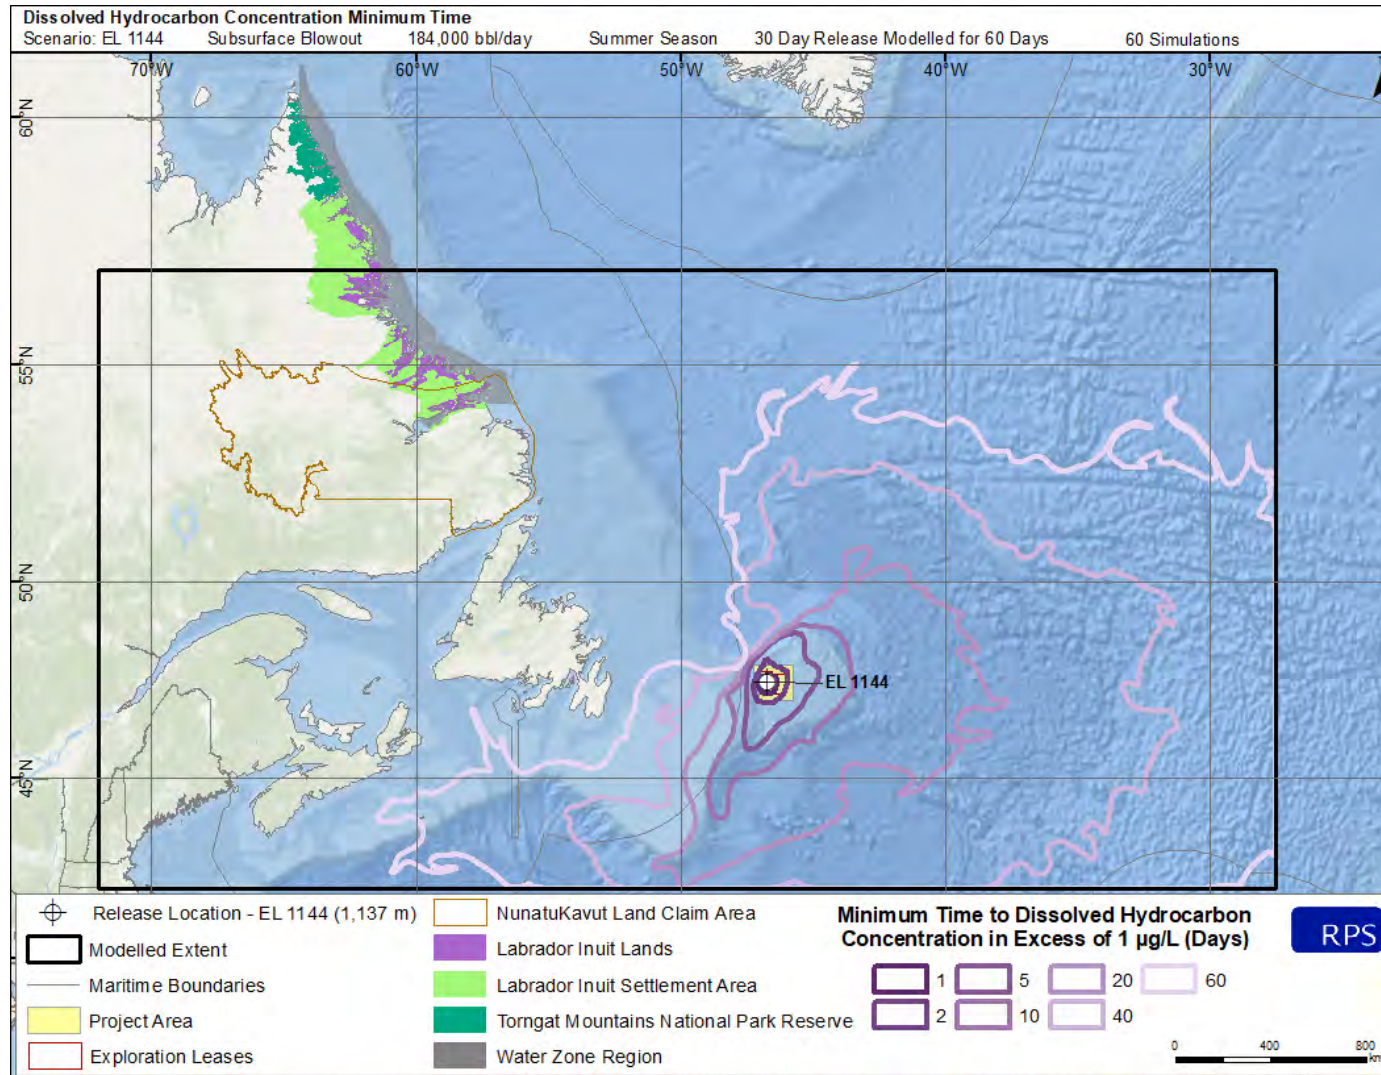 Dissolved Hydrocarbon Concentration Minimum Time
Scenario: EL 1144 Subsurface Blowout 184,000 bbl/day Summer Season 30 Day Release Modelled for 60 Days 60 Simulations
70°W 60°W 50°W 40°W 30°W
60°N
55°N
50°N
45°N
EL 1144
Release Location - EL 1144 (1,137 m)
Modelled Extent
Maritime Boundaries
Project Area
Exploration Leases
NunatuKavut Land Claim Area
Labrador Inuit Lands
Labrador Inuit Settlement Area
Torngat Mountains National Park Reserve
Water Zone Region
Minimum Time to Dissolved Hydrocarbon
Concentration in Excess of 1 µg/L (Days)
1 5 20 60
2 10 40
RPS
0 400 800
km